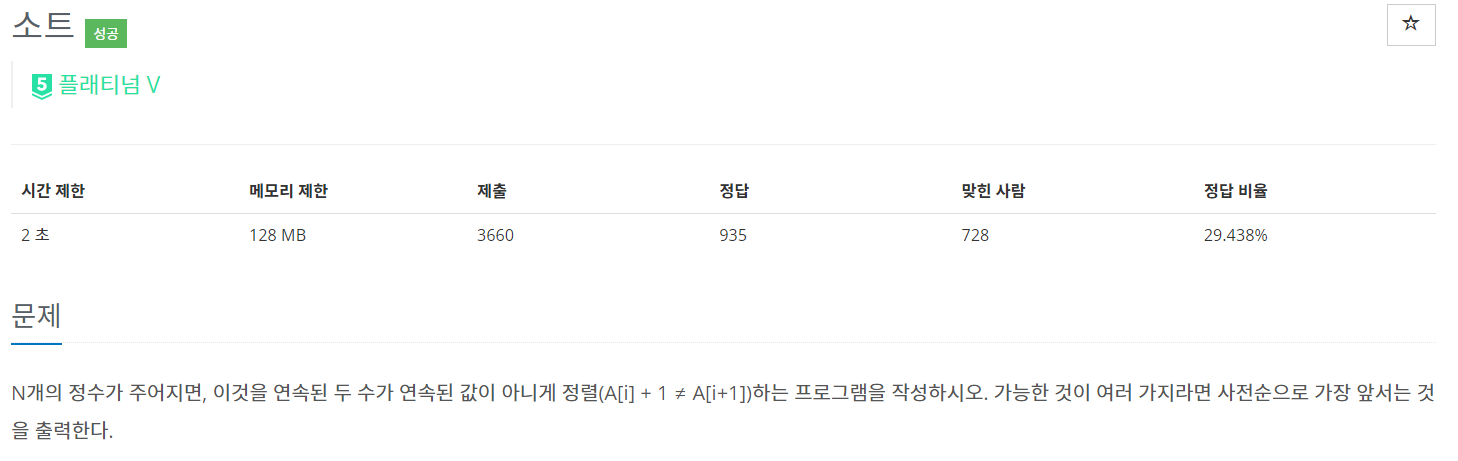 소트 성공
☆
5 플래티넘 V
시간 제한 메모리 제한 제출 정답 맞힌 사람 정답 비율
2 초 128 MB 3660 935 728 29.438%
문제
N개의 정수가 주어지면, 이것을 연속된 두 수가 연속된 값이 아니게 정렬(A[i] + 1 ≠ A[i+1])하는 프로그램을 작성하시오. 가능한 것이 여러 가지라면 사전순으로 가장 앞서는 것
을 출력한다.